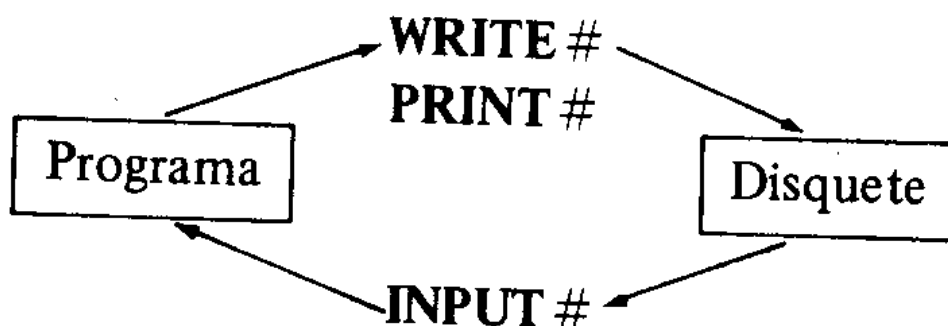 WRITE #
PRINT #
Programa
Disquete
INPUT #